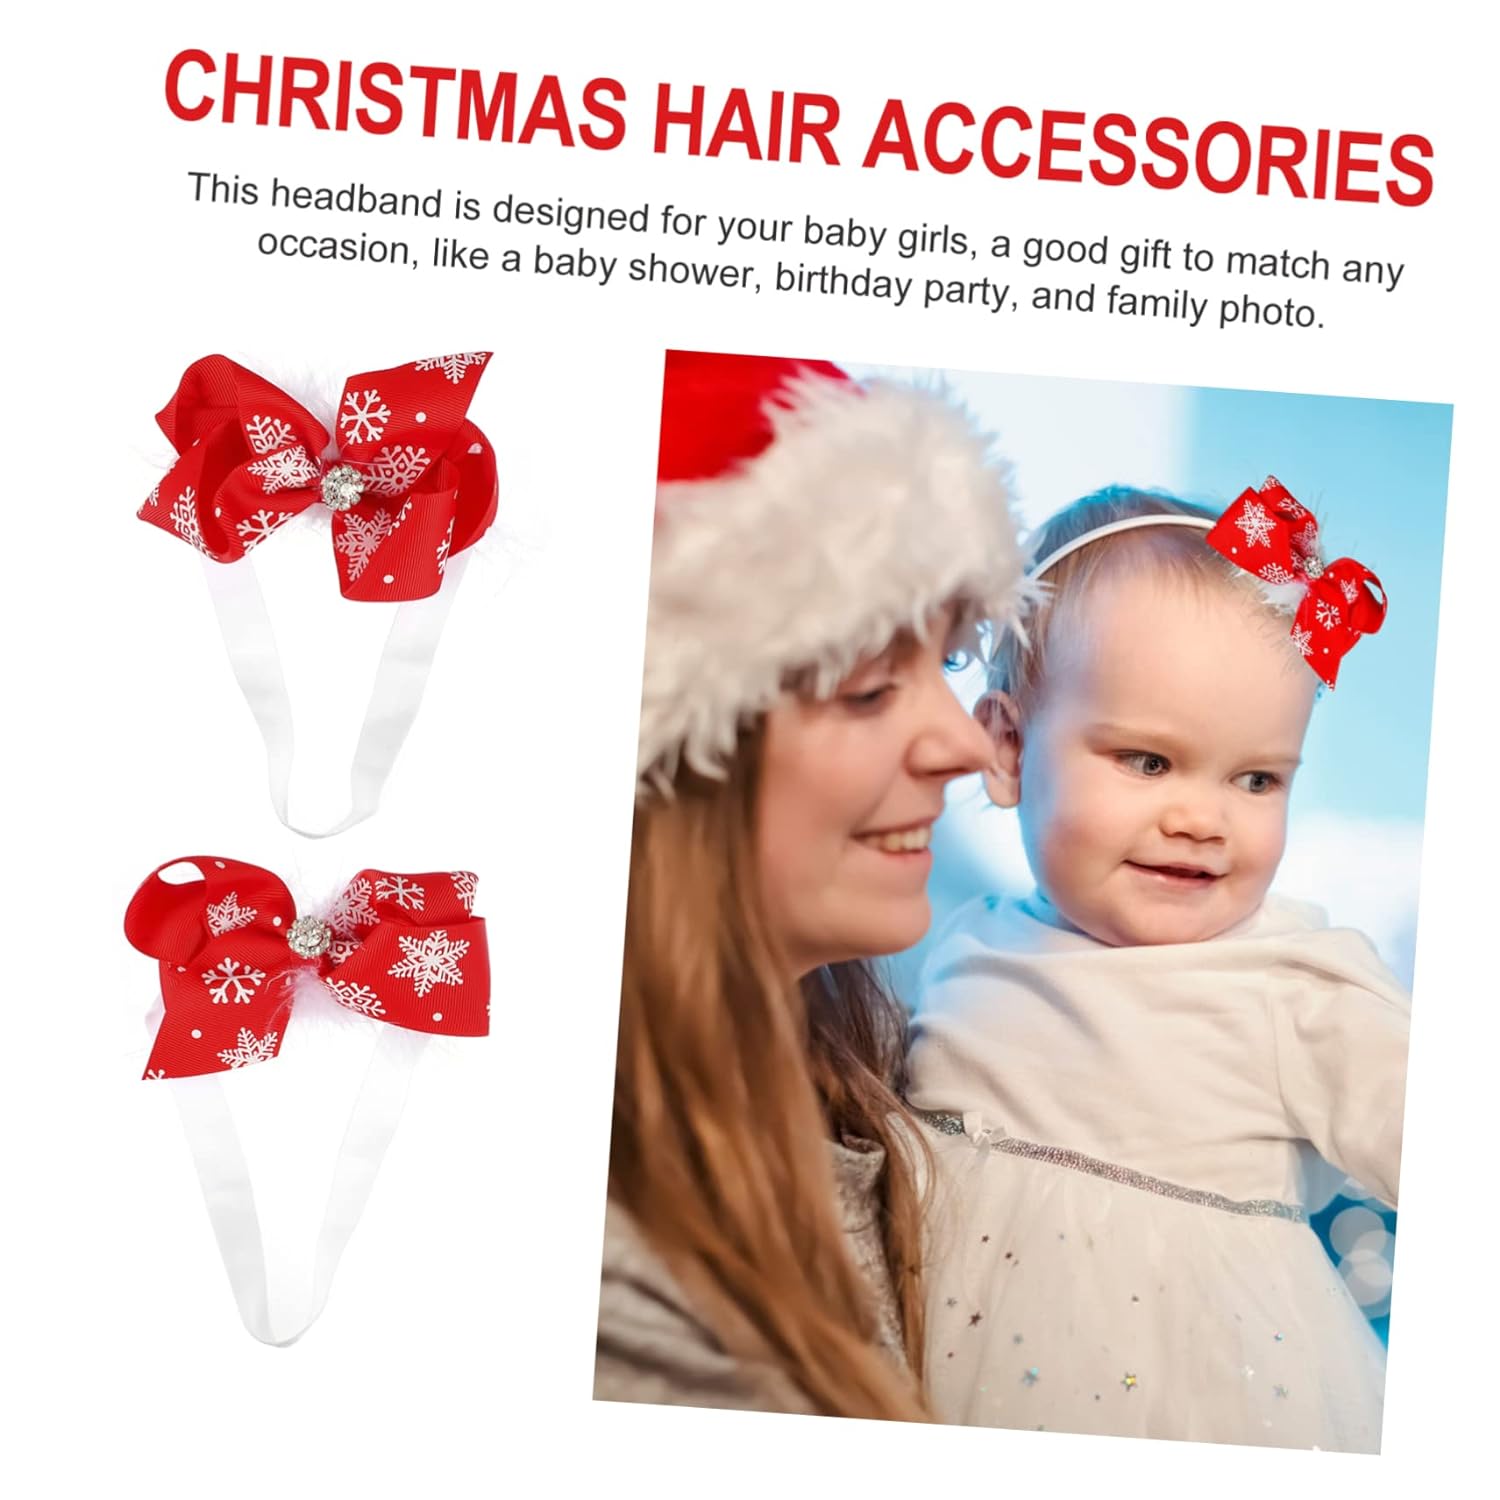 CHRISTMAS HAIR ACCESSORIES
This headband is designed for your baby girls, a good gift to match any
occasion, like a baby shower, birthday party, and family photo.